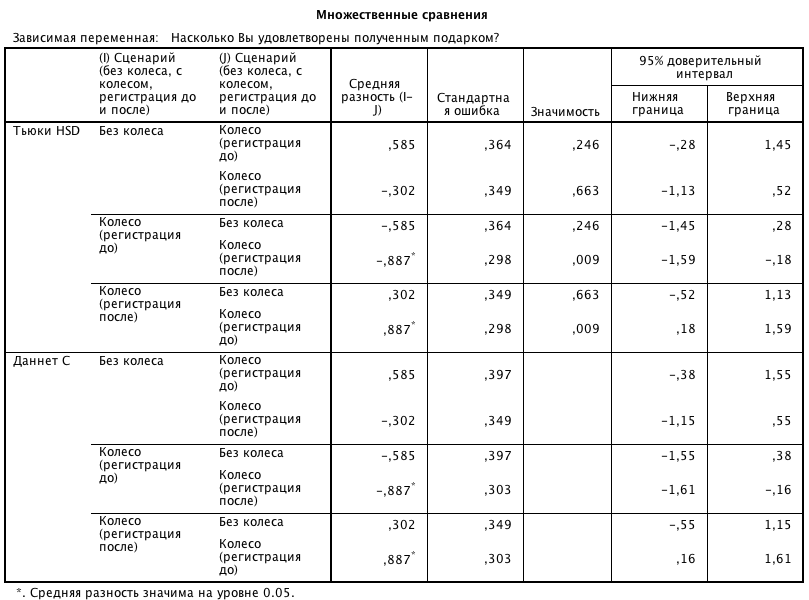 Множественные сравнения
Зависимая переменная: Насколько Вы удовлетворены полученным подарком?
(I) Сценарий (без колеса, с колесом, регистрация до и после) (J) Сценарий (без колеса, с колесом, регистрация до и после) Средняя разность (I–J) Стандартная ошибка Значимость 95% доверительный интервал
Нижняя граница Верхняя граница
Тьюки HSD Без колеса Колесо (регистрация до) ,585 ,364 ,246 –,28 1,45
Колесо (регистрация после) –,302 ,349 ,663 –1,13 ,52
Колесо (регистрация до) Без колеса –,585 ,364 ,246 –1,45 ,28
Колесо (регистрация после) –,887* ,298 ,009 –1,59 –,18
Колесо (регистрация после) Без колеса ,302 ,349 ,663 –,52 1,13
Колесо (регистрация до) ,887* ,298 ,009 ,18 1,59
Даннет C Без колеса Колесо (регистрация до) ,585 ,397 –,38 1,55
Колесо (регистрация после) –,302 ,349 –1,15 ,55
Колесо (регистрация до) Без колеса –,585 ,397 –1,55 ,38
Колесо (регистрация после) –,887* ,303 –1,61 –,16
Колесо (регистрация после) Без колеса ,302 ,349 –,55 1,15
Колесо (регистрация до) ,887* ,303 ,16 1,61
*. Средняя разность значима на уровне 0.05.